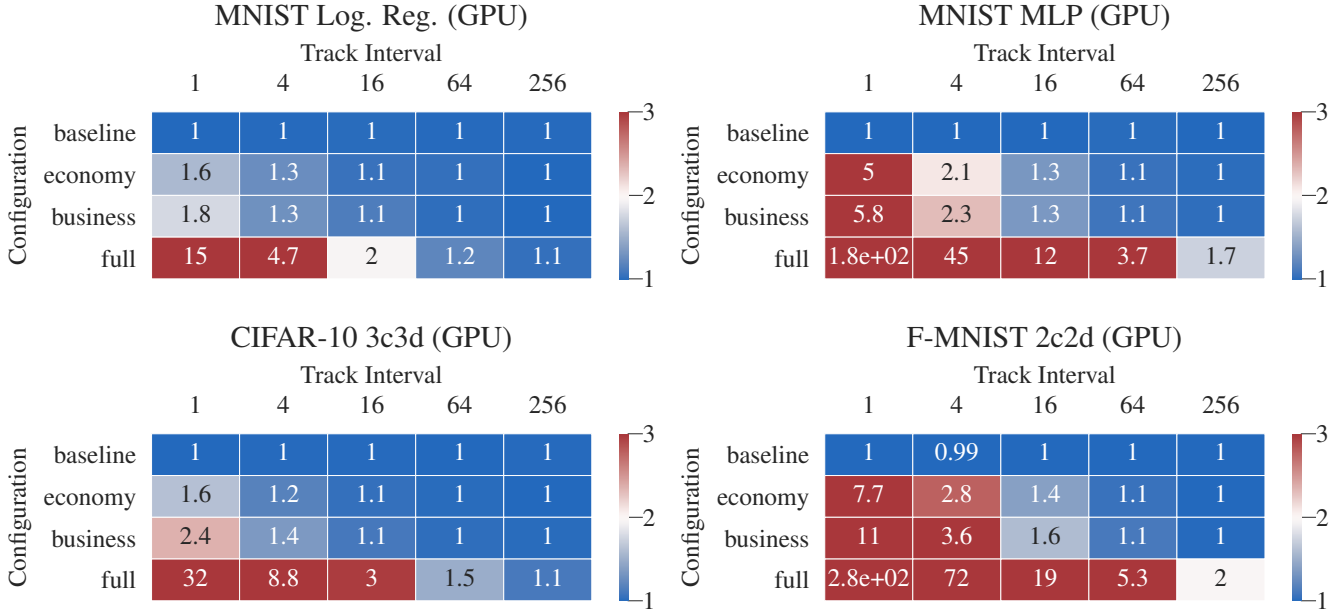 MNIST Log. Reg. (GPU)
Track Interval
1 4 16 64 256
Configuration
baseline 1 1 1 1 1
economy 1.6 1.3 1.1 1 1
business 1.8 1.3 1.1 1 1
full 15 4.7 2 1.2 1.1
3
2
1
MNIST MLP (GPU)
Track Interval
1 4 16 64 256
Configuration
baseline 1 1 1 1 1
economy 5 2.1 1.3 1.1 1
business 5.8 2.3 1.3 1.1 1
full 1.8e+02 45 12 3.7 1.7
3
2
1
CIFAR-10 3c3d (GPU)
Track Interval
1 4 16 64 256
Configuration
baseline 1 1 1 1 1
economy 1.6 1.2 1.1 1 1
business 2.4 1.4 1.1 1 1
full 32 8.8 3 1.5 1.1
3
2
1
F-MNIST 2c2d (GPU)
Track Interval
1 4 16 64 256
Configuration
baseline 1 0.99 1 1 1
economy 7.7 2.8 1.4 1.1 1
business 11 3.6 1.6 1.1 1
full 2.8e+02 72 19 5.3 2
3
2
1